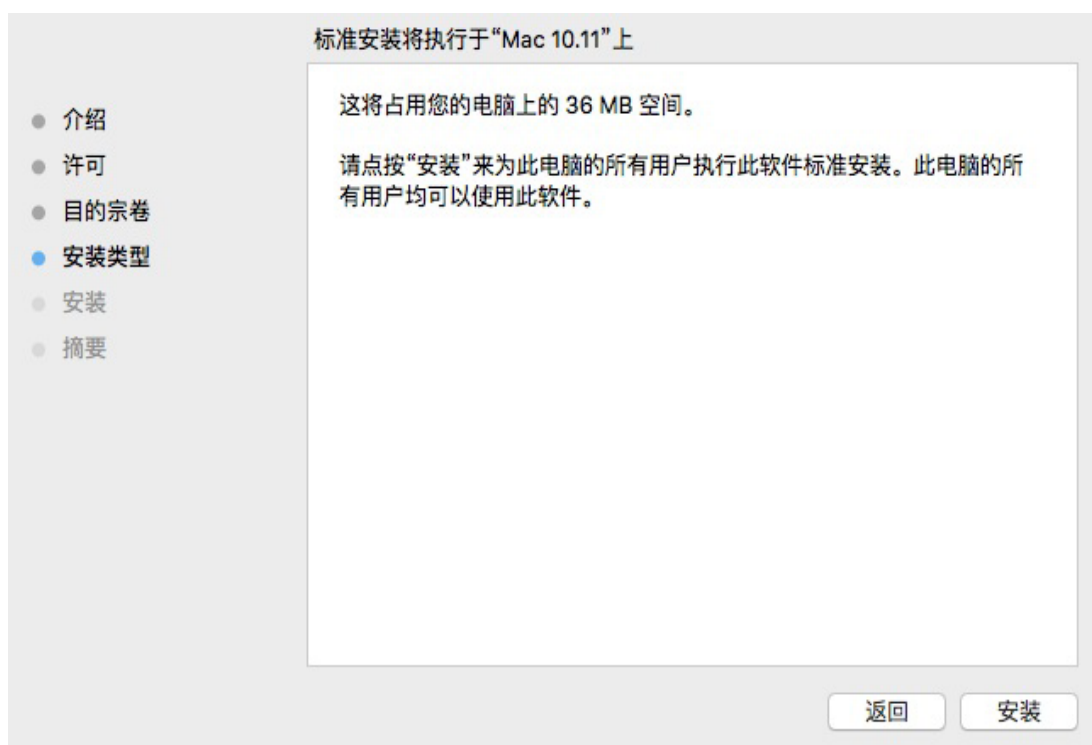 标准安装将执行于“Mac 10.11”上
介绍
许可
目的宗卷
安装类型
安装
摘要
这将占用您的电脑上的 36 MB 空间。
请点按“安装”来为此电脑的所有用户执行此软件标准安装。此电脑的所
有用户均可以使用此软件。
返回
安装